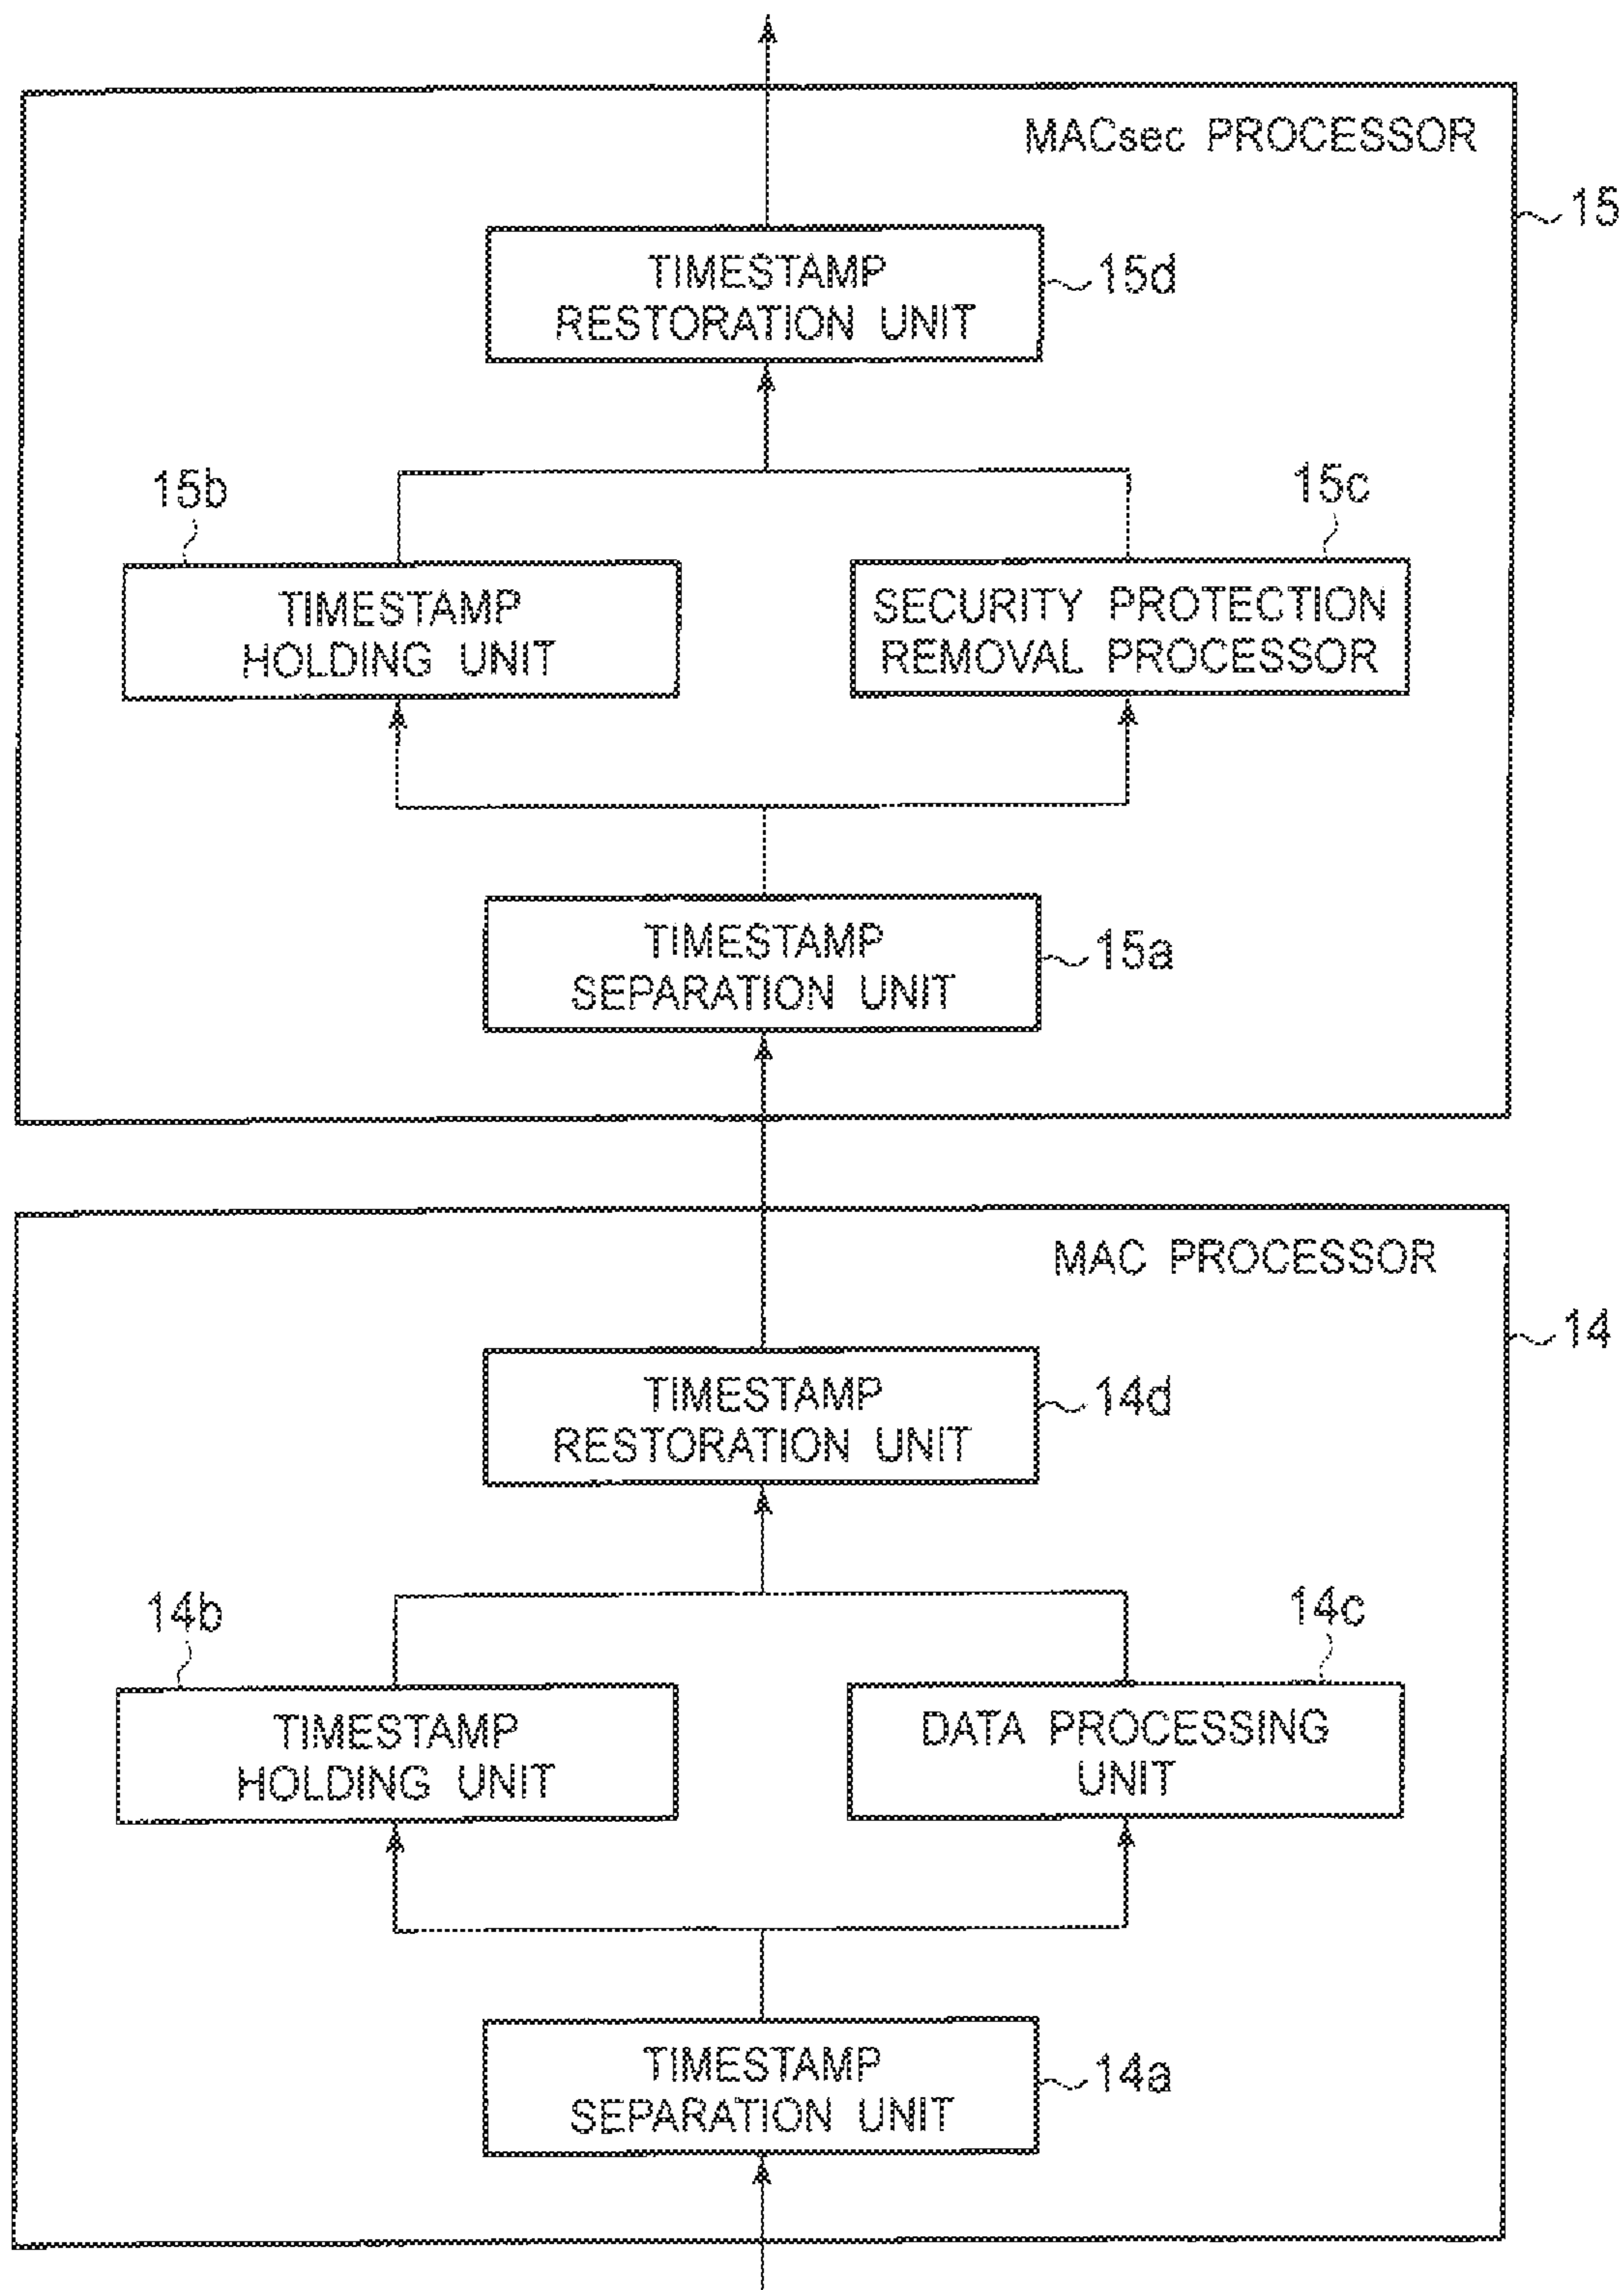 MACsec PROCESSOR
15
TIMESTAMP
RESTORATION UNIT
15d
15b
15c
TIMESTAMP
HOLDING UNIT
SECURITY PROTECTION
REMOVAL PROCESSOR
TIMESTAMP
SEPARATION UNIT
15a
MAC PROCESSOR
14
TIMESTAMP
RESTORATION UNIT
14d
14b
14c
TIMESTAMP
HOLDING UNIT
DATA PROCESSING
UNIT
TIMESTAMP
SEPARATION UNIT
14a